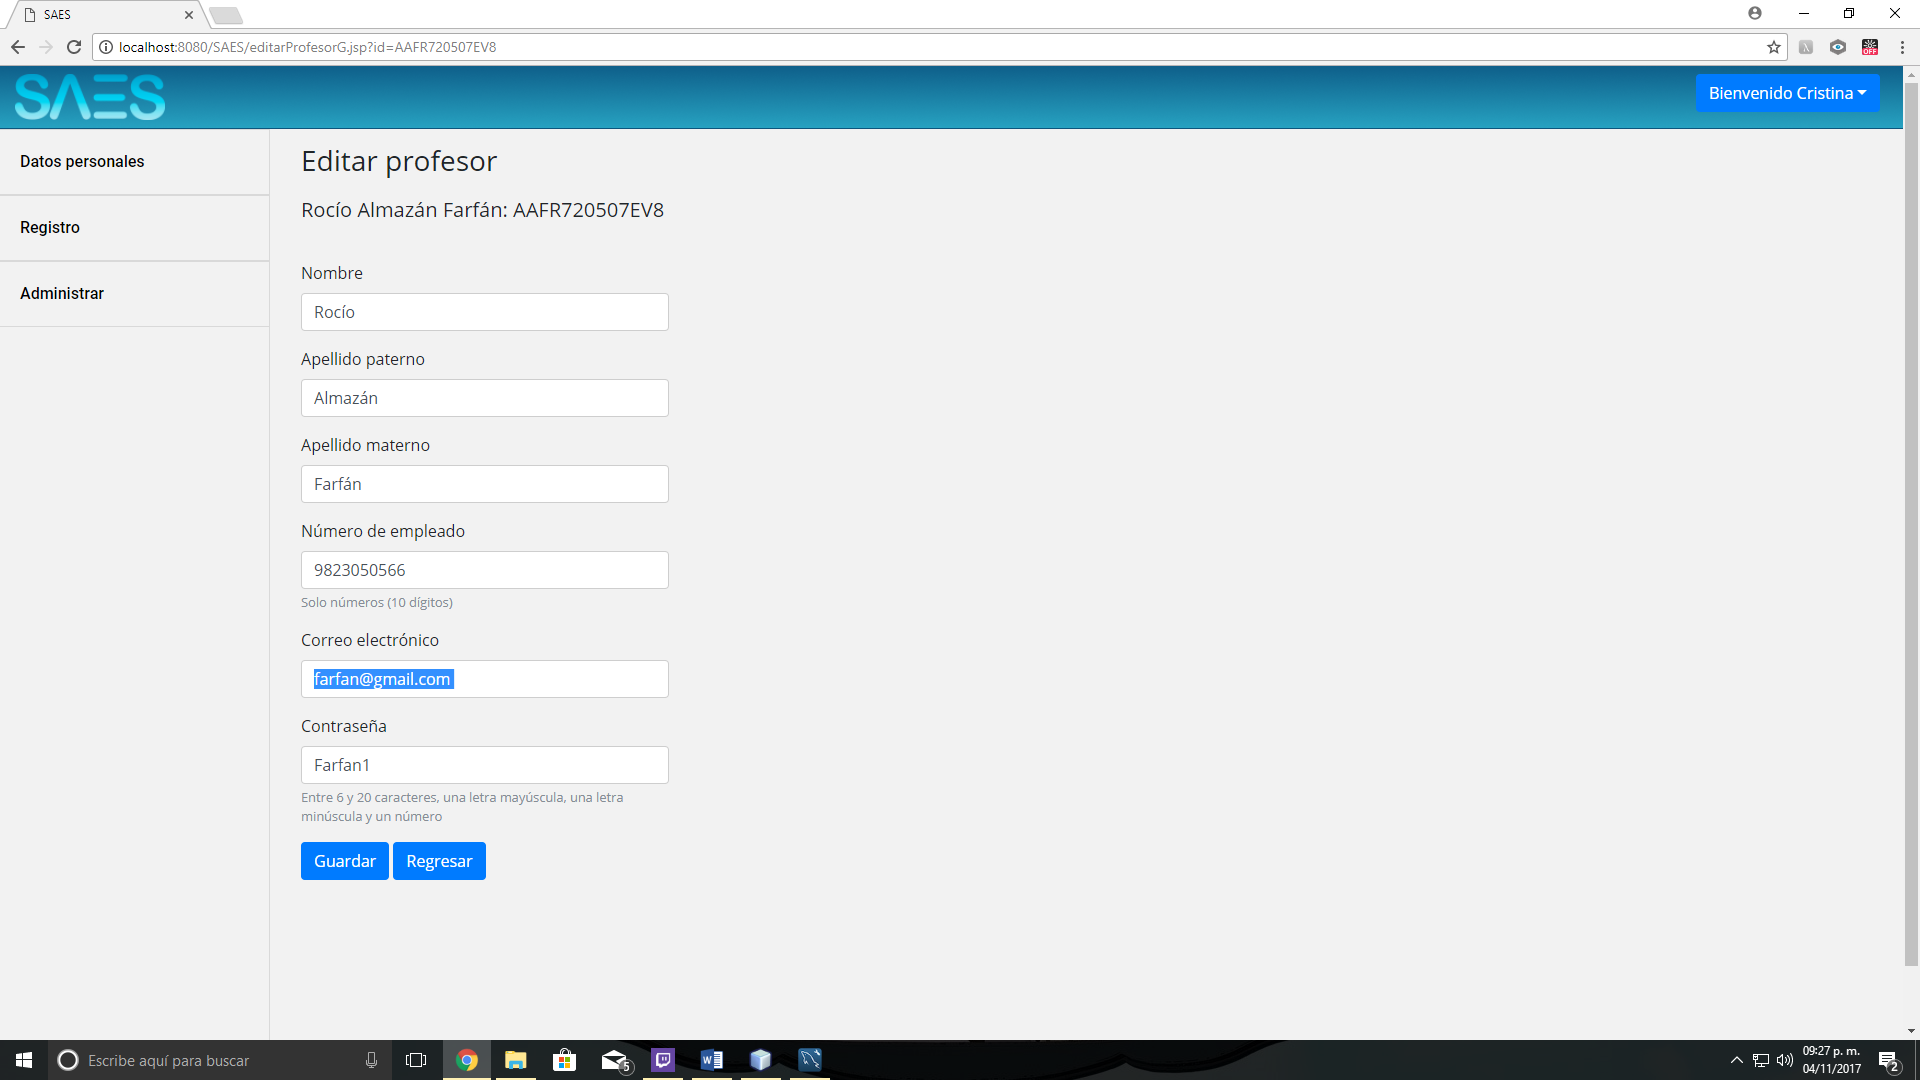 SAES
localhost:8080/SAES/editarProfesorG.jsp?id=AAFR720507EV8
OFF
SAES
Bienvenido Cristina
Datos personales
Registro
Administrar
Editar profesor
Rocío Almazán Farfán: AAFR720507EV8
Nombre
Rocío
Apellido paterno
Almazán
Apellido materno
Farfán
Número de empleado
9823050566
Solo números (10 dígitos)
Correo electrónico
farfan@gmail.com
Contraseña
Farfan1
Entre 6 y 20 caracteres, una letra mayúscula, una letra
minúscula y un número
Guardar Regresar
Escribe aquí para buscar
5
09:27 p. m.
04/11/2017
2